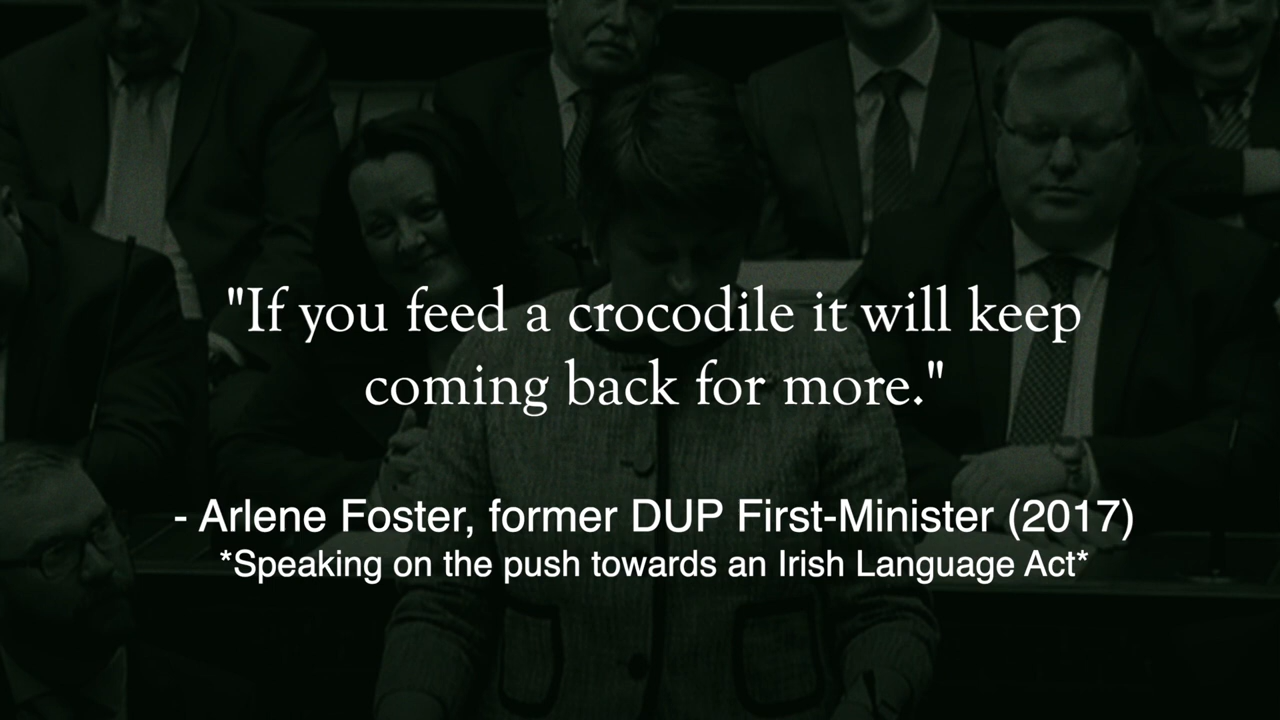 "If you feed a crocodile it will keep
coming back for more."
- Arlene Foster, former DUP First-Minister (2017)
*Speaking on the push towards an Irish Language Act*